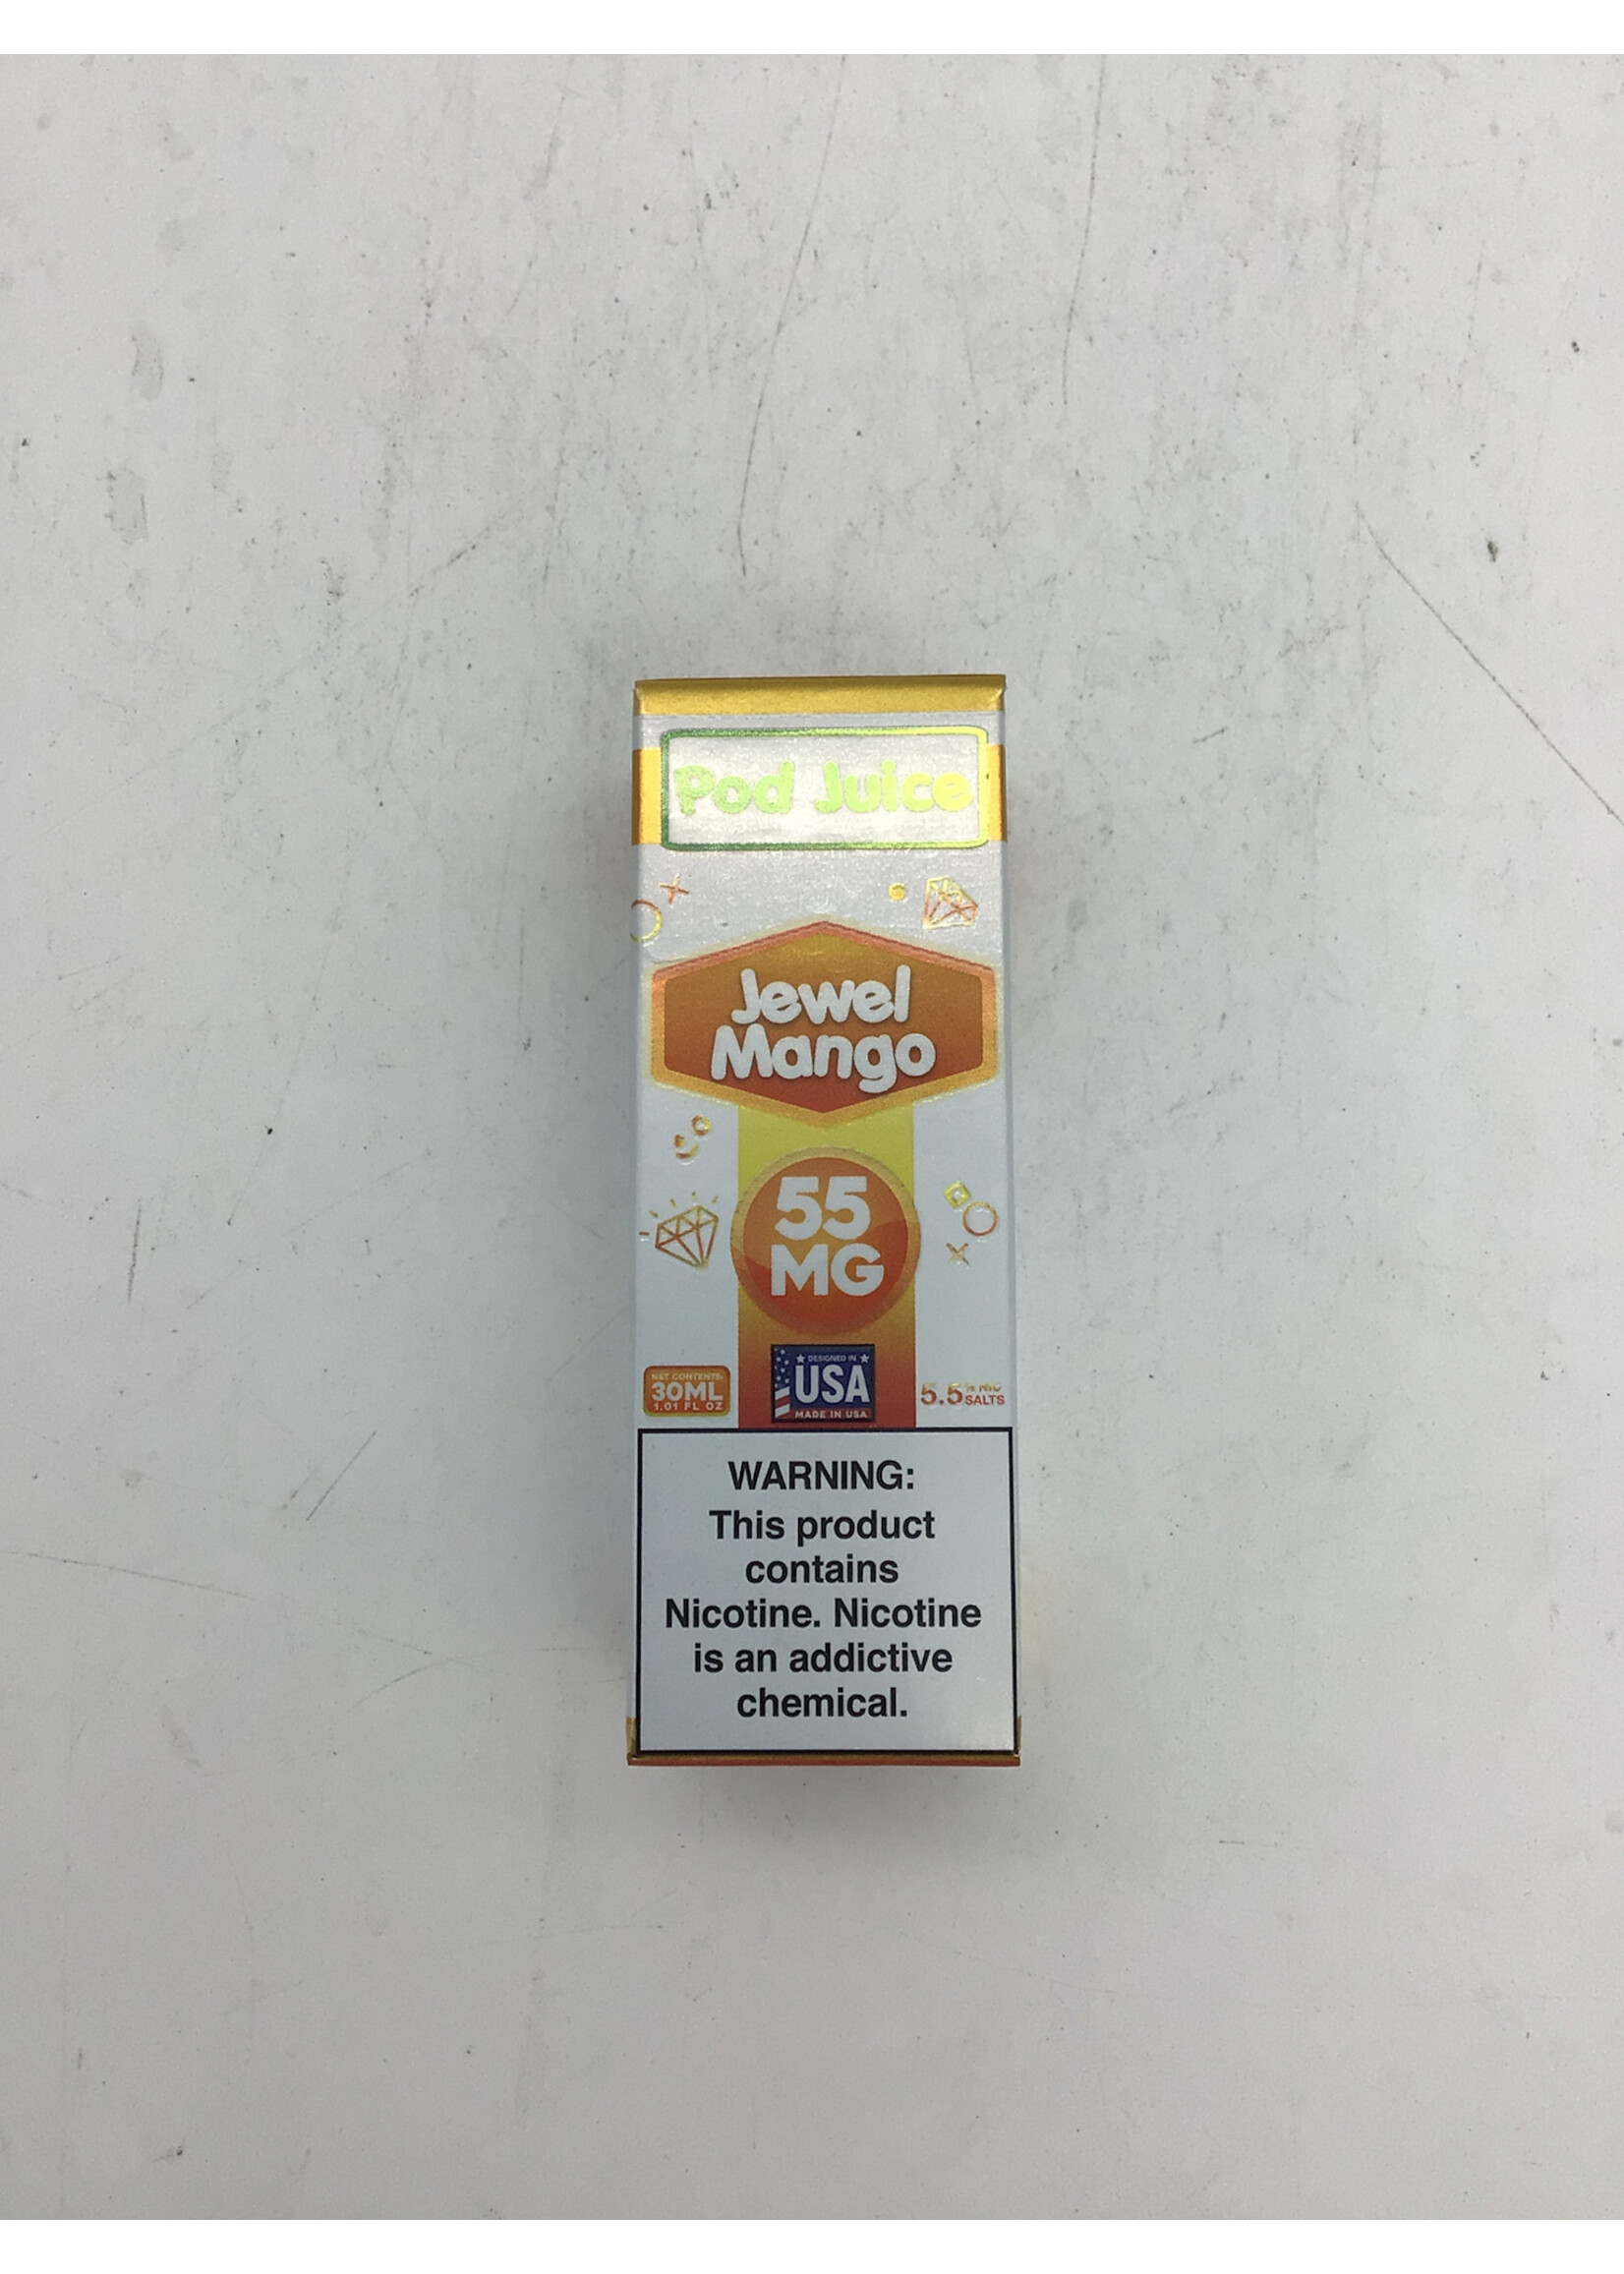 Pod Juice
Jewel
Mango
55
MG
NET CONTENTS:
30ML
1.01 FL OZ
DESIGNED IN
USA
MADE IN USA
5.5% NIC
SALTS
WARNING:
This product
contains
Nicotine. Nicotine
is an addictive
chemical.